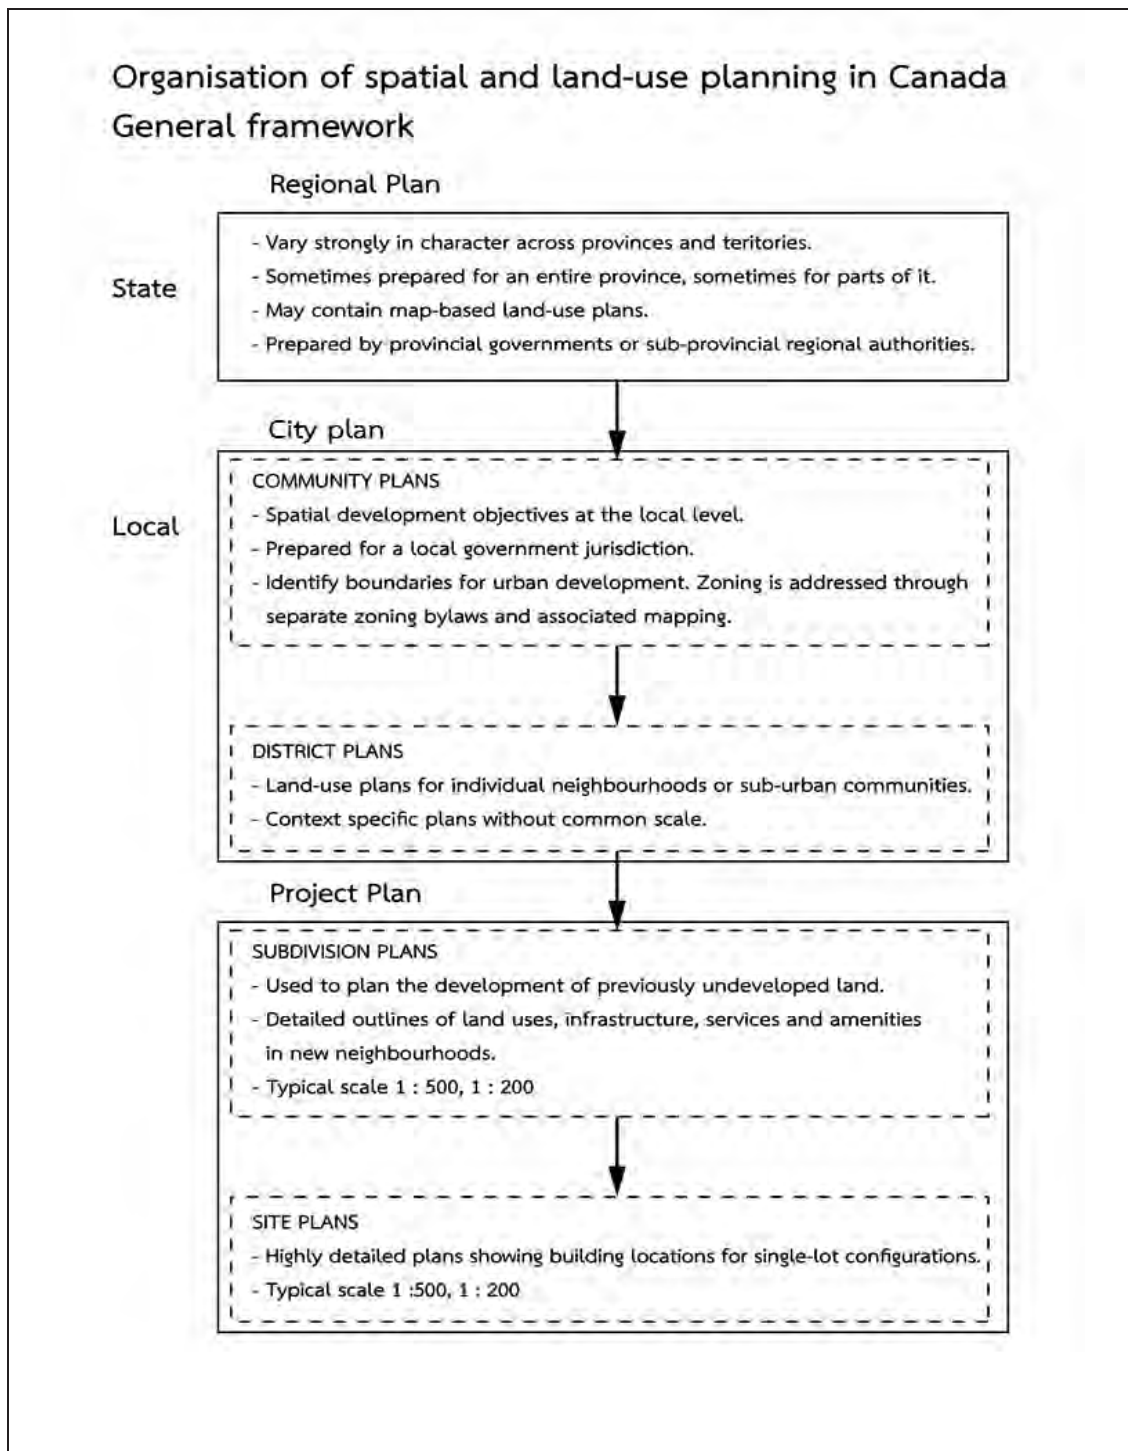 Organisation of spatial and land-use planning in Canada
General framework
Regional Plan
State
- Vary strongly in character across provinces and teritories.
- Sometimes prepared for an entire province, sometimes for parts of it.
- May contain map-based land-use plans.
- Prepared by provincial governments or sub-provincial regional authorities.
City plan
Local
COMMUNITY PLANS
- Spatial development objectives at the local level.
- Prepared for a local government jurisdiction.
- Identify boundaries for urban development. Zoning is addressed through
separate zoning bylaws and associated mapping.
DISTRICT PLANS
- Land-use plans for individual neighbourhoods or sub-urban communities.
- Context specific plans without common scale.
Project Plan
SUBDIVISION PLANS
- Used to plan the development of previously undeveloped land.
- Detailed outlines of land uses, infrastructure, services and amenities
in new neighbourhoods.
- Typical scale 1 : 500, 1 : 200
SITE PLANS
- Highly detailed plans showing building locations for single-lot configurations.
- Typical scale 1 :500, 1 : 200